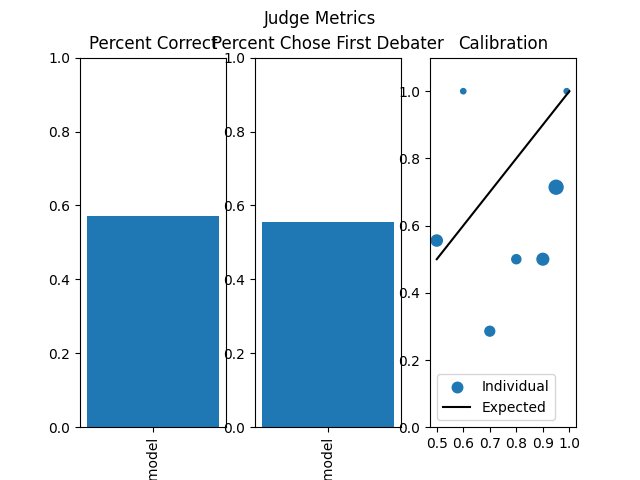 Judge Metrics
Percent Correct
Percent Chose First Debater
Calibration
1.0
0.8
0.6
0.4
0.2
0.0
model
1.0
0.8
0.6
0.4
0.2
0.0
model
1.0
0.8
0.6
0.4
0.2
0.0
Individual
Expected
0.5 0.6 0.7 0.8 0.9 1.0